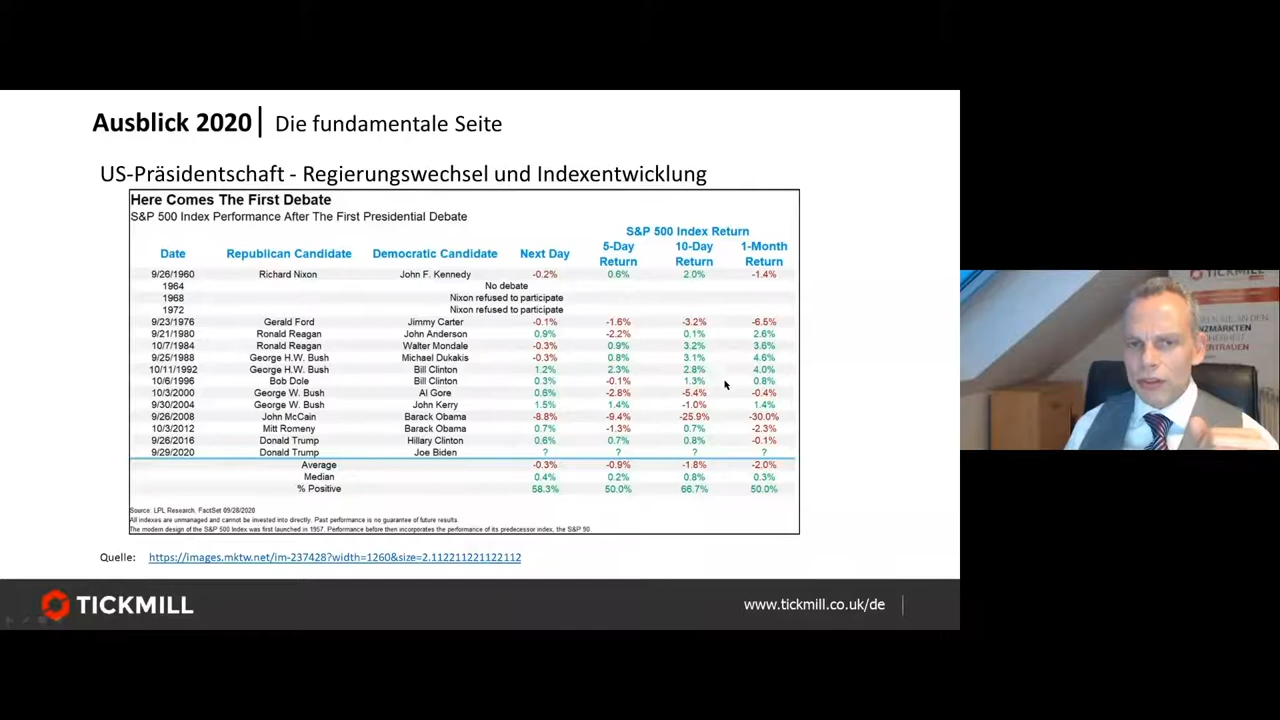 Ausblick 2020 | Die fundamentale Seite
US-Präsidentschaft - Regierungswechsel und Indexentwicklung
Here Comes The First Debate
S&P 500 Index Performance After The First Presidential Debate
S&P 500 Index Return
Date Republican Candidate Democratic Candidate Next Day 5-Day Return 10-Day Return 1-Month Return
9/26/1960 Richard Nixon John F. Kennedy -0.2% 0.6% 2.0% -1.4%
1964 No debate
1968 Nixon refused to participate
1972 Nixon refused to participate
9/23/1976 Gerald Ford Jimmy Carter -0.1% -1.6% -3.2% -6.5%
9/21/1980 Ronald Reagan John Anderson 0.9% -2.2% 0.1% 2.6%
10/7/1984 Ronald Reagan Walter Mondale -0.3% 0.9% 3.2% 3.6%
9/25/1988 George H.W. Bush Michael Dukakis -0.3% 0.8% 3.1% 4.6%
10/11/1992 George H.W. Bush Bill Clinton 1.2% 2.3% 2.8% 4.0%
10/6/1996 Bob Dole Bill Clinton 0.3% -0.1% 1.3% 0.8%
10/3/2000 George W. Bush Al Gore 0.6% -2.8% -5.4% -0.4%
9/30/2004 George W. Bush John Kerry 1.5% 1.4% -1.0% 1.4%
9/26/2008 John McCain Barack Obama -8.8% -9.4% -25.9% -30.0%
10/3/2012 Mitt Romeny Barack Obama 0.7% -1.3% 0.7% -2.3%
9/26/2016 Donald Trump Hillary Clinton 0.6% 0.7% 0.8% -0.1%
9/29/2020 Donald Trump Joe Biden ? ? ? ?
Average -0.3% -0.9% -1.8% -2.0%
Median 0.4% 0.2% 0.8% 0.3%
% Positive 58.3% 50.0% 66.7% 50.0%
Source: LPL Research, FactSet 09/28/2020
All indexes are unmanaged and cannot be invested into directly. Past performance is no guarantee of future results.
The modern design of the S&P 500 Index was first launched in 1957. Performance before then incorporates the performance of its predecessor index, the S&P 90.
Quelle: https://images.mktw.net/im-237428?width=1260&size=2.112211221122112
TICKMILL
www.tickmill.co.uk/de
TICKMILL